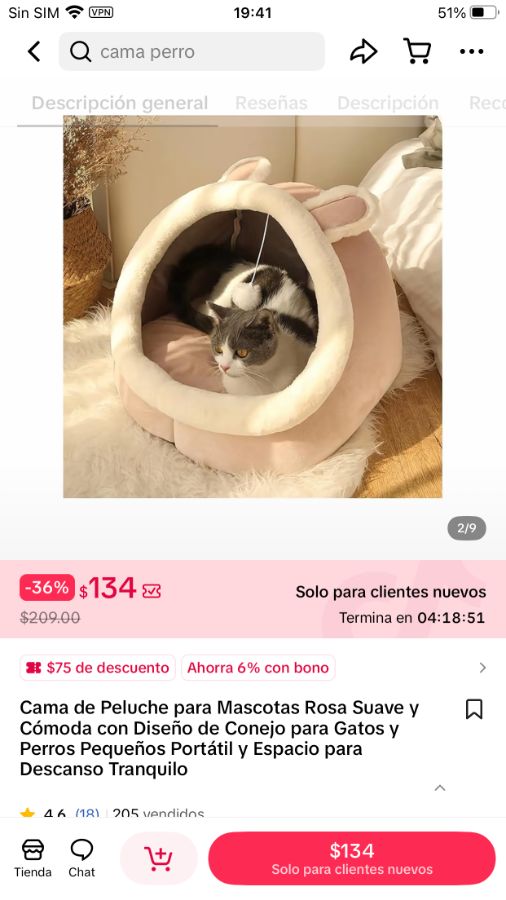 Sin SIM VPN 19:41 51%
cama perro
Descripción general Reseñas Descripción Reco
2/9
-36% $134 Solo para clientes nuevos
$209.00 Termina en 04:18:51
$75 de descuento Ahorra 6% con bono
Cama de Peluche para Mascotas Rosa Suave y
Cómoda con Diseño de Conejo para Gatos y
Perros Pequeños Portátil y Espacio para
Descanso Tranquilo
4.6 (18) 205 vendidos
$134
Tienda Chat Solo para clientes nuevos